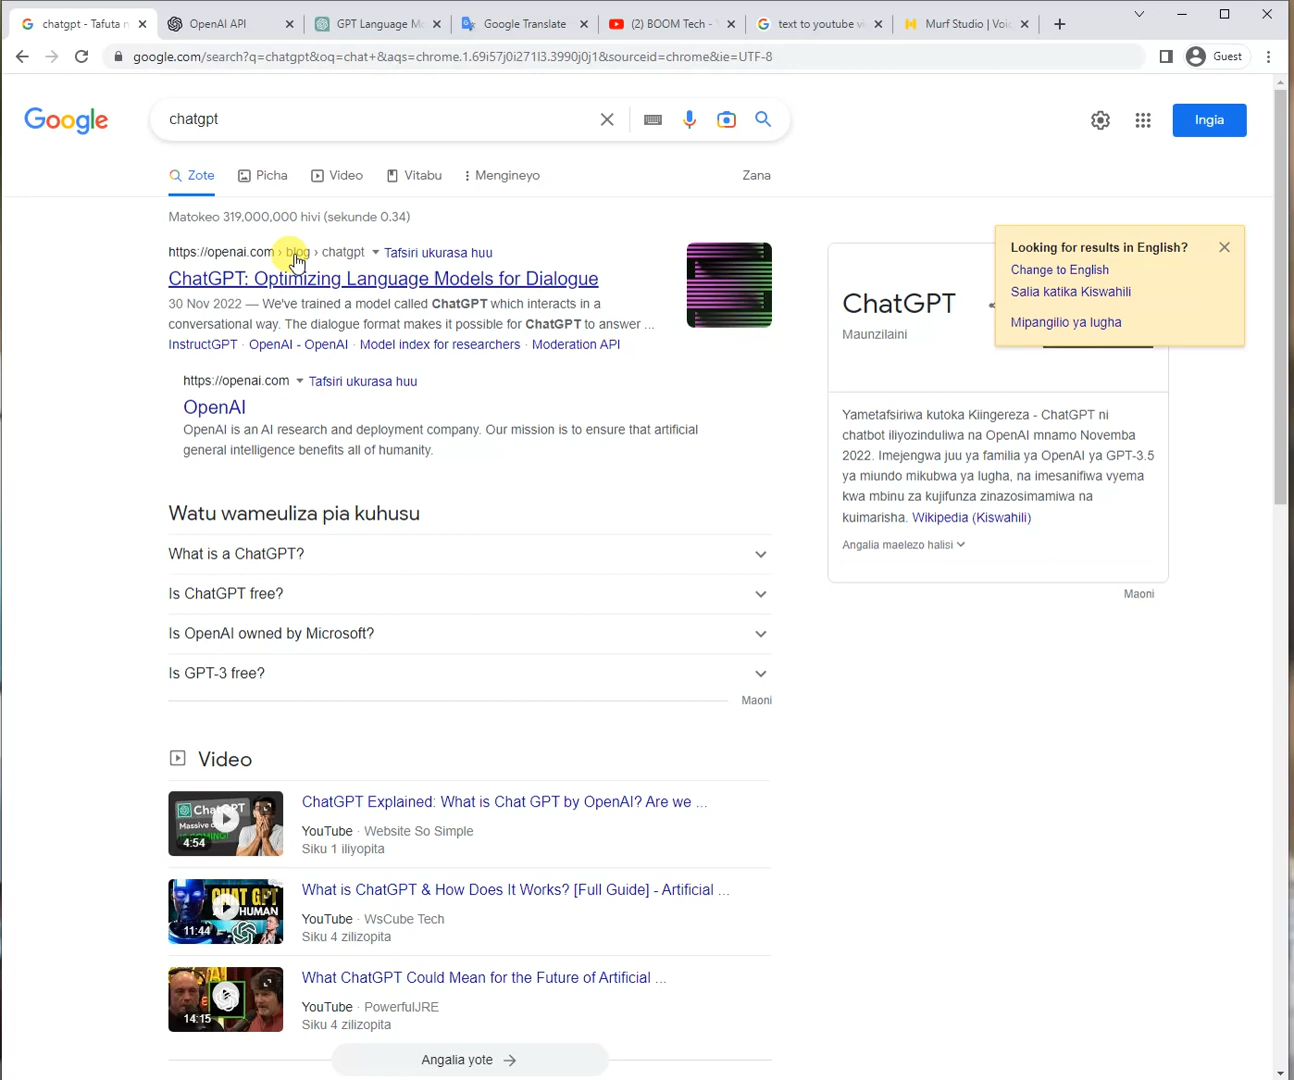 chatgpt - Tafuta n
OpenAI API
GPT Language Mo
Google Translate
(2) BOOM Tech -
text to youtube vi
Murf Studio | Voic
google.com/search?q=chatgpt&oq=chat+&aqs=chrome.1.69i57j0i271l3.3990j0j1&sourceid=chrome&ie=UTF-8
Guest
Google
chatgpt
Ingia
Zote
Picha
Video
Vitabu
Mengineyo
Zana
Matokeo 319,000,000 hivi (sekunde 0.34)
https://openai.com › blog › chatgpt
Tafsiri ukurasa huu
ChatGPT: Optimizing Language Models for Dialogue
30 Nov 2022 — We've trained a model called ChatGPT which interacts in a
conversational way. The dialogue format makes it possible for ChatGPT to answer ...
InstructGPT · OpenAI - OpenAI · Model index for researchers · Moderation API
https://openai.com
Tafsiri ukurasa huu
OpenAI
OpenAI is an AI research and deployment company. Our mission is to ensure that artificial
general intelligence benefits all of humanity.
Watu wameuliza pia kuhusu
What is a ChatGPT?
Is ChatGPT free?
Is OpenAI owned by Microsoft?
Is GPT-3 free?
Maoni
Video
ChatGPT
4:54
ChatGPT Explained: What is Chat GPT by OpenAI? Are we ...
YouTube · Website So Simple
Siku 1 iliyopita
CHAT GPT
HUMAN
11:44
What is ChatGPT & How Does It Works? [Full Guide] - Artificial ...
YouTube · WsCube Tech
Siku 4 zilizopita
14:15
What ChatGPT Could Mean for the Future of Artificial ...
YouTube · PowerfulJRE
Siku 4 zilizopita
Angalia yote
Looking for results in English?
Change to English
Salia katika Kiswahili
Mipangilio ya lugha
ChatGPT
Maunzilaini
Yametafsiriwa kutoka Kiingereza - ChatGPT ni
chatbot iliyozinduliwa na OpenAI mnamo Novemba
2022. Imejengwa juu ya familia ya OpenAI ya GPT-3.5
ya miundo mikubwa ya lugha, na imesanifiwa vyema
kwa mbinu za kujifunza zinazosimamiwa na
kuimarisha. Wikipedia (Kiswahili)
Angalia maelezo halisi
Maoni